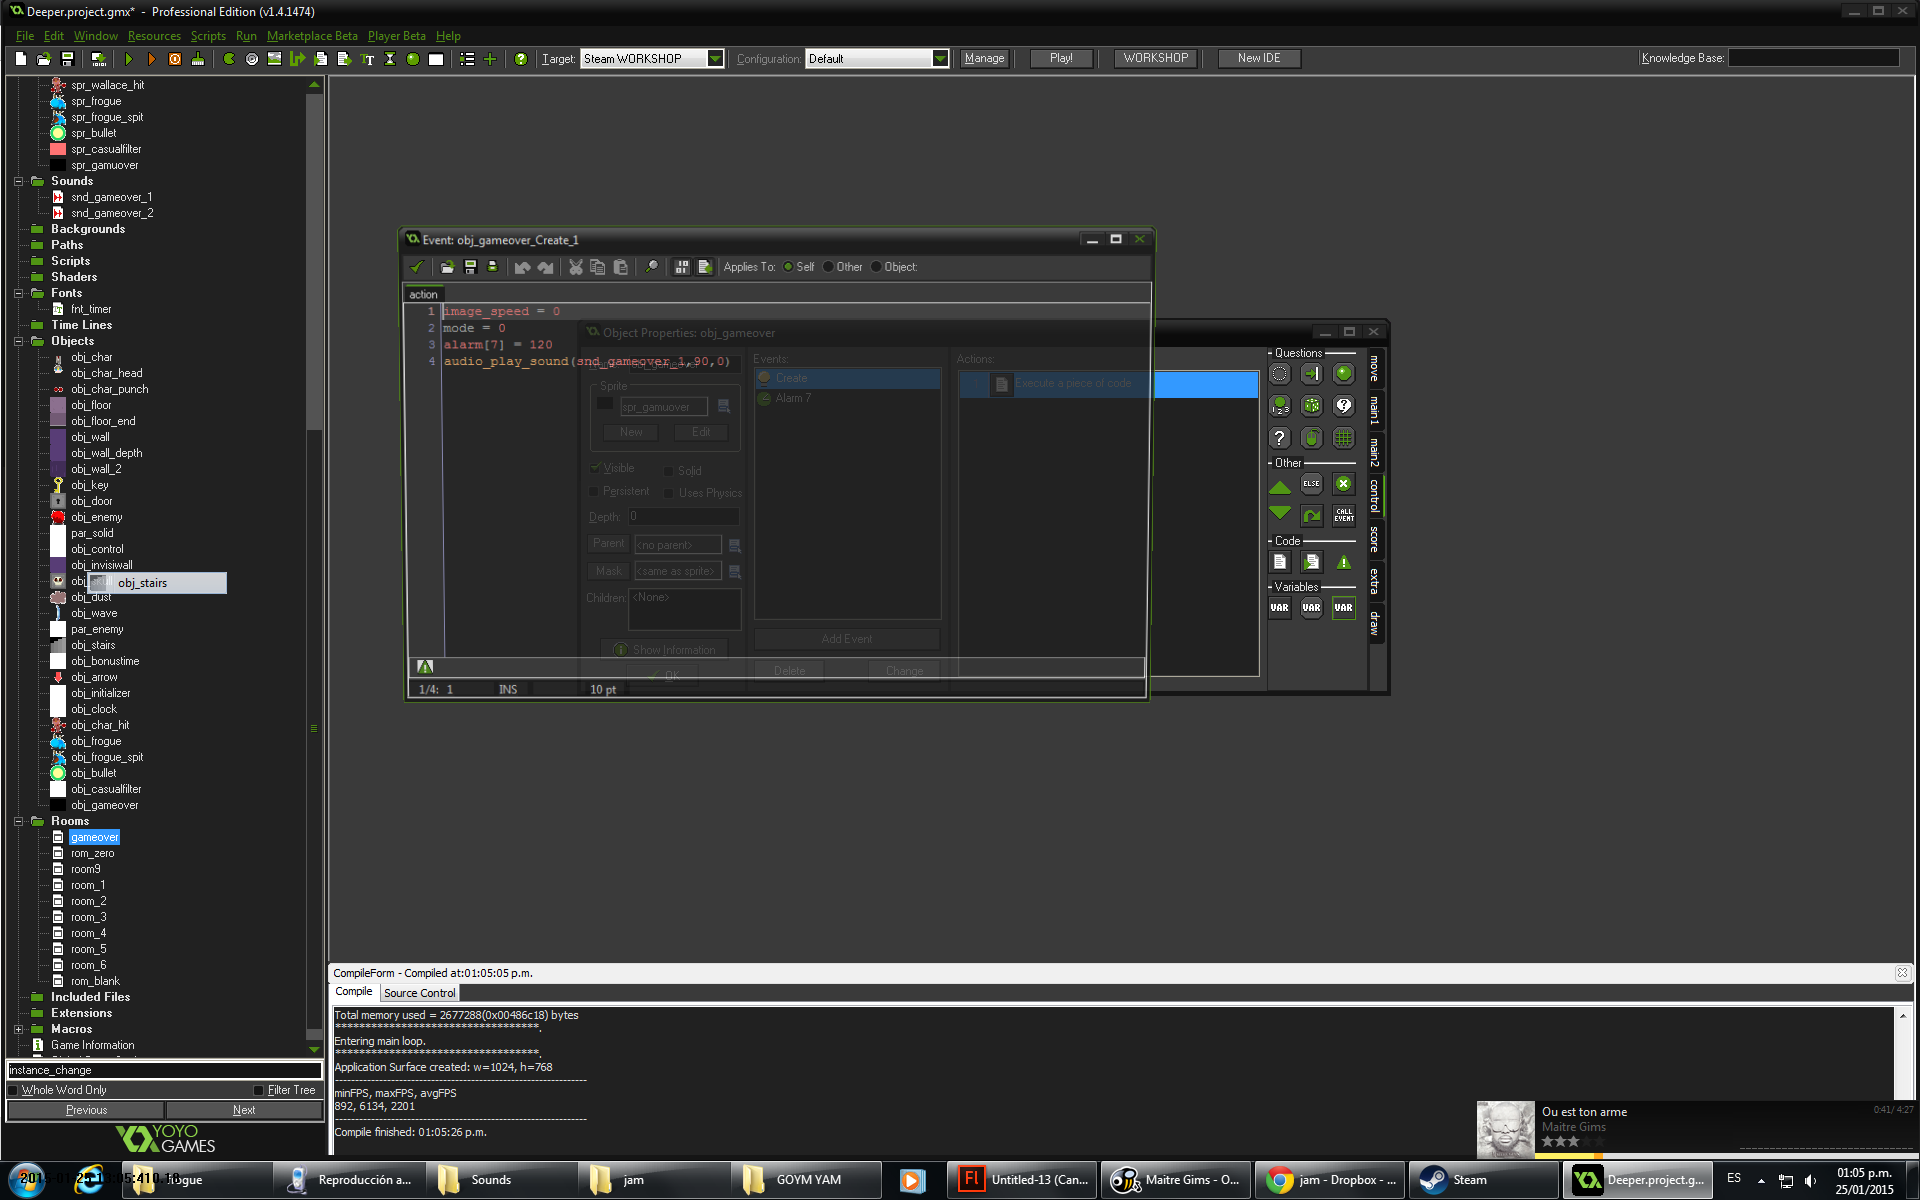 Deeper.project.gmx* - Professional Edition (v1.4.1474)
File Edit Window Resources Scripts Run Marketplace Beta Player Beta Help
Target: Steam WORKSHOP Configuration: Default Manage Play! WORKSHOP New IDE Knowledge Base:
spr_wallace_hit
spr_frogue
spr_frogue_spit
spr_bullet
spr_casualfilter
spr_gamuover
Sounds
snd_gameover_1
snd_gameover_2
Backgrounds
Paths
Scripts
Shaders
Fonts
fnt_timer
Time Lines
Objects
obj_char
obj_char_head
obj_char_punch
obj_floor
obj_floor_end
obj_wall
obj_wall_depth
obj_wall_2
obj_key
obj_door
obj_enemy
par_solid
obj_control
obj_invisiwall
obj_stairs
obj_dust
obj_wave
par_enemy
obj_stairs
obj_bonustime
obj_arrow
obj_initializer
obj_clock
obj_char_hit
obj_frogue
obj_frogue_spit
obj_bullet
obj_casualfilter
obj_gameover
Rooms
gameover
rom_zero
room9
room_1
room_2
room_3
room_4
room_5
room_6
rom_blank
Included Files
Extensions
Macros
Game Information
instance_change
Whole Word Only Filter Tree
Previous Next
YOYO
GAMES
Event: obj_gameover_Create_1
Applies To: Self Other Object:
action
1 image_speed = 0
2 mode = 0
3 alarm[7] = 120
4 audio_play_sound(snd_gameover_1,90,0)
1/4: 1 INS 10 pt
Object Properties: obj_gameover
Sprite
spr_gamuover
New Edit
Visible Solid
Persistent Uses Physics
Depth: 0
Parent <no parent>
Mask <same as sprite>
Children: <None>
Show Information
OK
Events:
Create
Alarm 7
Add Event
Delete Change
Actions:
Execute a piece of code
Questions
Other
ELSE
CALL EVENT
Code
Variables
VAR VAR VAR
move
main1
main2
control
score
extra
draw
CompileForm - Compiled at:01:05:05 p.m.
Compile Source Control
Total memory used = 2677288(0x00486c18) bytes
***********************************.
Entering main loop.
***********************************.
Application Surface created: w=1024, h=768
minFPS, maxFPS, avgFPS
892, 6134, 2201
Compile finished: 01:05:26 p.m.
Ou est ton arme 0:41/ 4:27
Maitre Gims
Reproducción a...
Sounds
jam
GOYM YAM
Untitled-13 (Can...
Maitre Gims - O...
jam - Dropbox - ...
Steam
Deeper.project.g...
ES
01:05 p.m.
25/01/2015